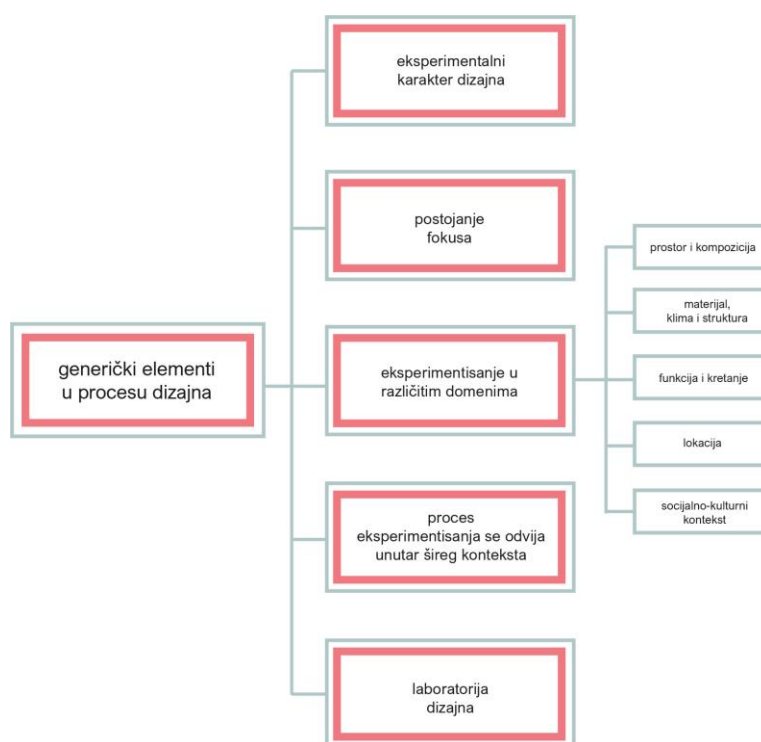 eksperimentalni
karakter dizajna
postojanje
fokusa
generički elementi
u procesu dizajna
eksperimentisanje u
različitim domenima
prostor i kompozicija
materijal,
klima i struktura
funkcija i kretanje
lokacija
socijalno-kulturni
kontekst
proces
eksperimentisanja se odvija
unutar šireg konteksta
laboratorija
dizajna